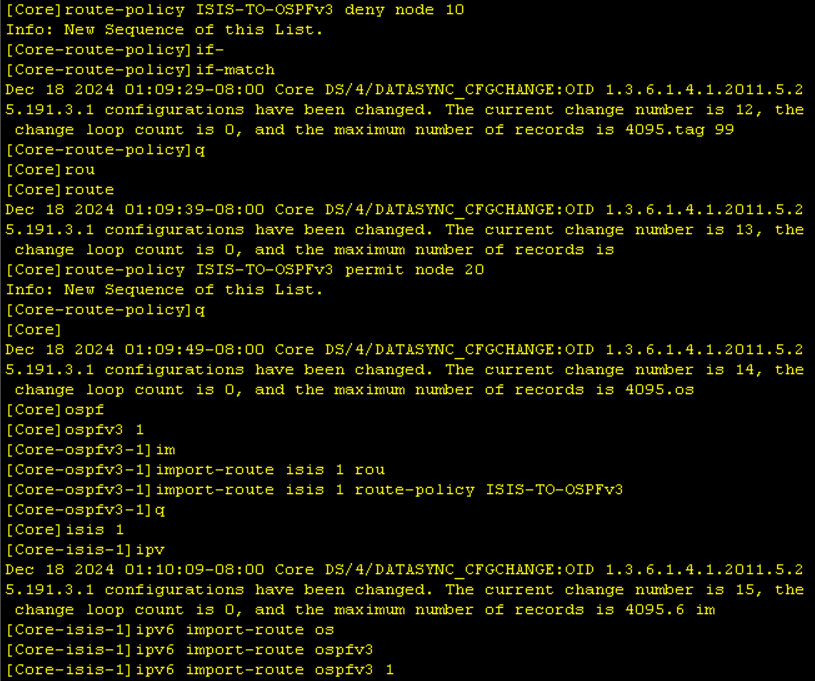 [Core]route-policy ISIS-TO-OSPFv3 deny node 10
Info: New Sequence of this List.
[Core-route-policy]if-
[Core-route-policy]if-match
Dec 18 2024 01:09:29-08:00 Core DS/4/DATASYNC_CFGCHANGE:OID 1.3.6.1.4.1.2011.5.2
5.191.3.1 configurations have been changed. The current change number is 12, the
 change loop count is 0, and the maximum number of records is 4095.tag 99
[Core-route-policy]q
[Core]rou
[Core]route
Dec 18 2024 01:09:39-08:00 Core DS/4/DATASYNC_CFGCHANGE:OID 1.3.6.1.4.1.2011.5.2
5.191.3.1 configurations have been changed. The current change number is 13, the
 change loop count is 0, and the maximum number of records is
[Core]route-policy ISIS-TO-OSPFv3 permit node 20
Info: New Sequence of this List.
[Core-route-policy]q
[Core]
Dec 18 2024 01:09:49-08:00 Core DS/4/DATASYNC_CFGCHANGE:OID 1.3.6.1.4.1.2011.5.2
5.191.3.1 configurations have been changed. The current change number is 14, the
 change loop count is 0, and the maximum number of records is 4095.os
[Core]ospf
[Core]ospfv3 1
[Core-ospfv3-1]im
[Core-ospfv3-1]import-route isis 1 rou
[Core-ospfv3-1]import-route isis 1 route-policy ISIS-TO-OSPFv3
[Core-ospfv3-1]q
[Core]isis 1
[Core-isis-1]ipv
Dec 18 2024 01:10:09-08:00 Core DS/4/DATASYNC_CFGCHANGE:OID 1.3.6.1.4.1.2011.5.2
5.191.3.1 configurations have been changed. The current change number is 15, the
 change loop count is 0, and the maximum number of records is 4095.6 im
[Core-isis-1]ipv6 import-route os
[Core-isis-1]ipv6 import-route ospfv3
[Core-isis-1]ipv6 import-route ospfv3 1